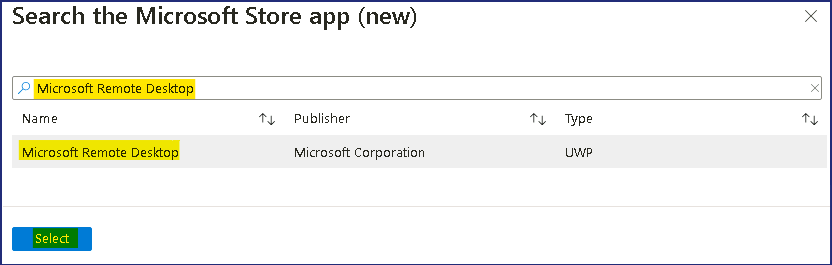 Search the Microsoft Store app (new)
Microsoft Remote Desktop
Name Publisher Type
Microsoft Remote Desktop Microsoft Corporation UWP
Select